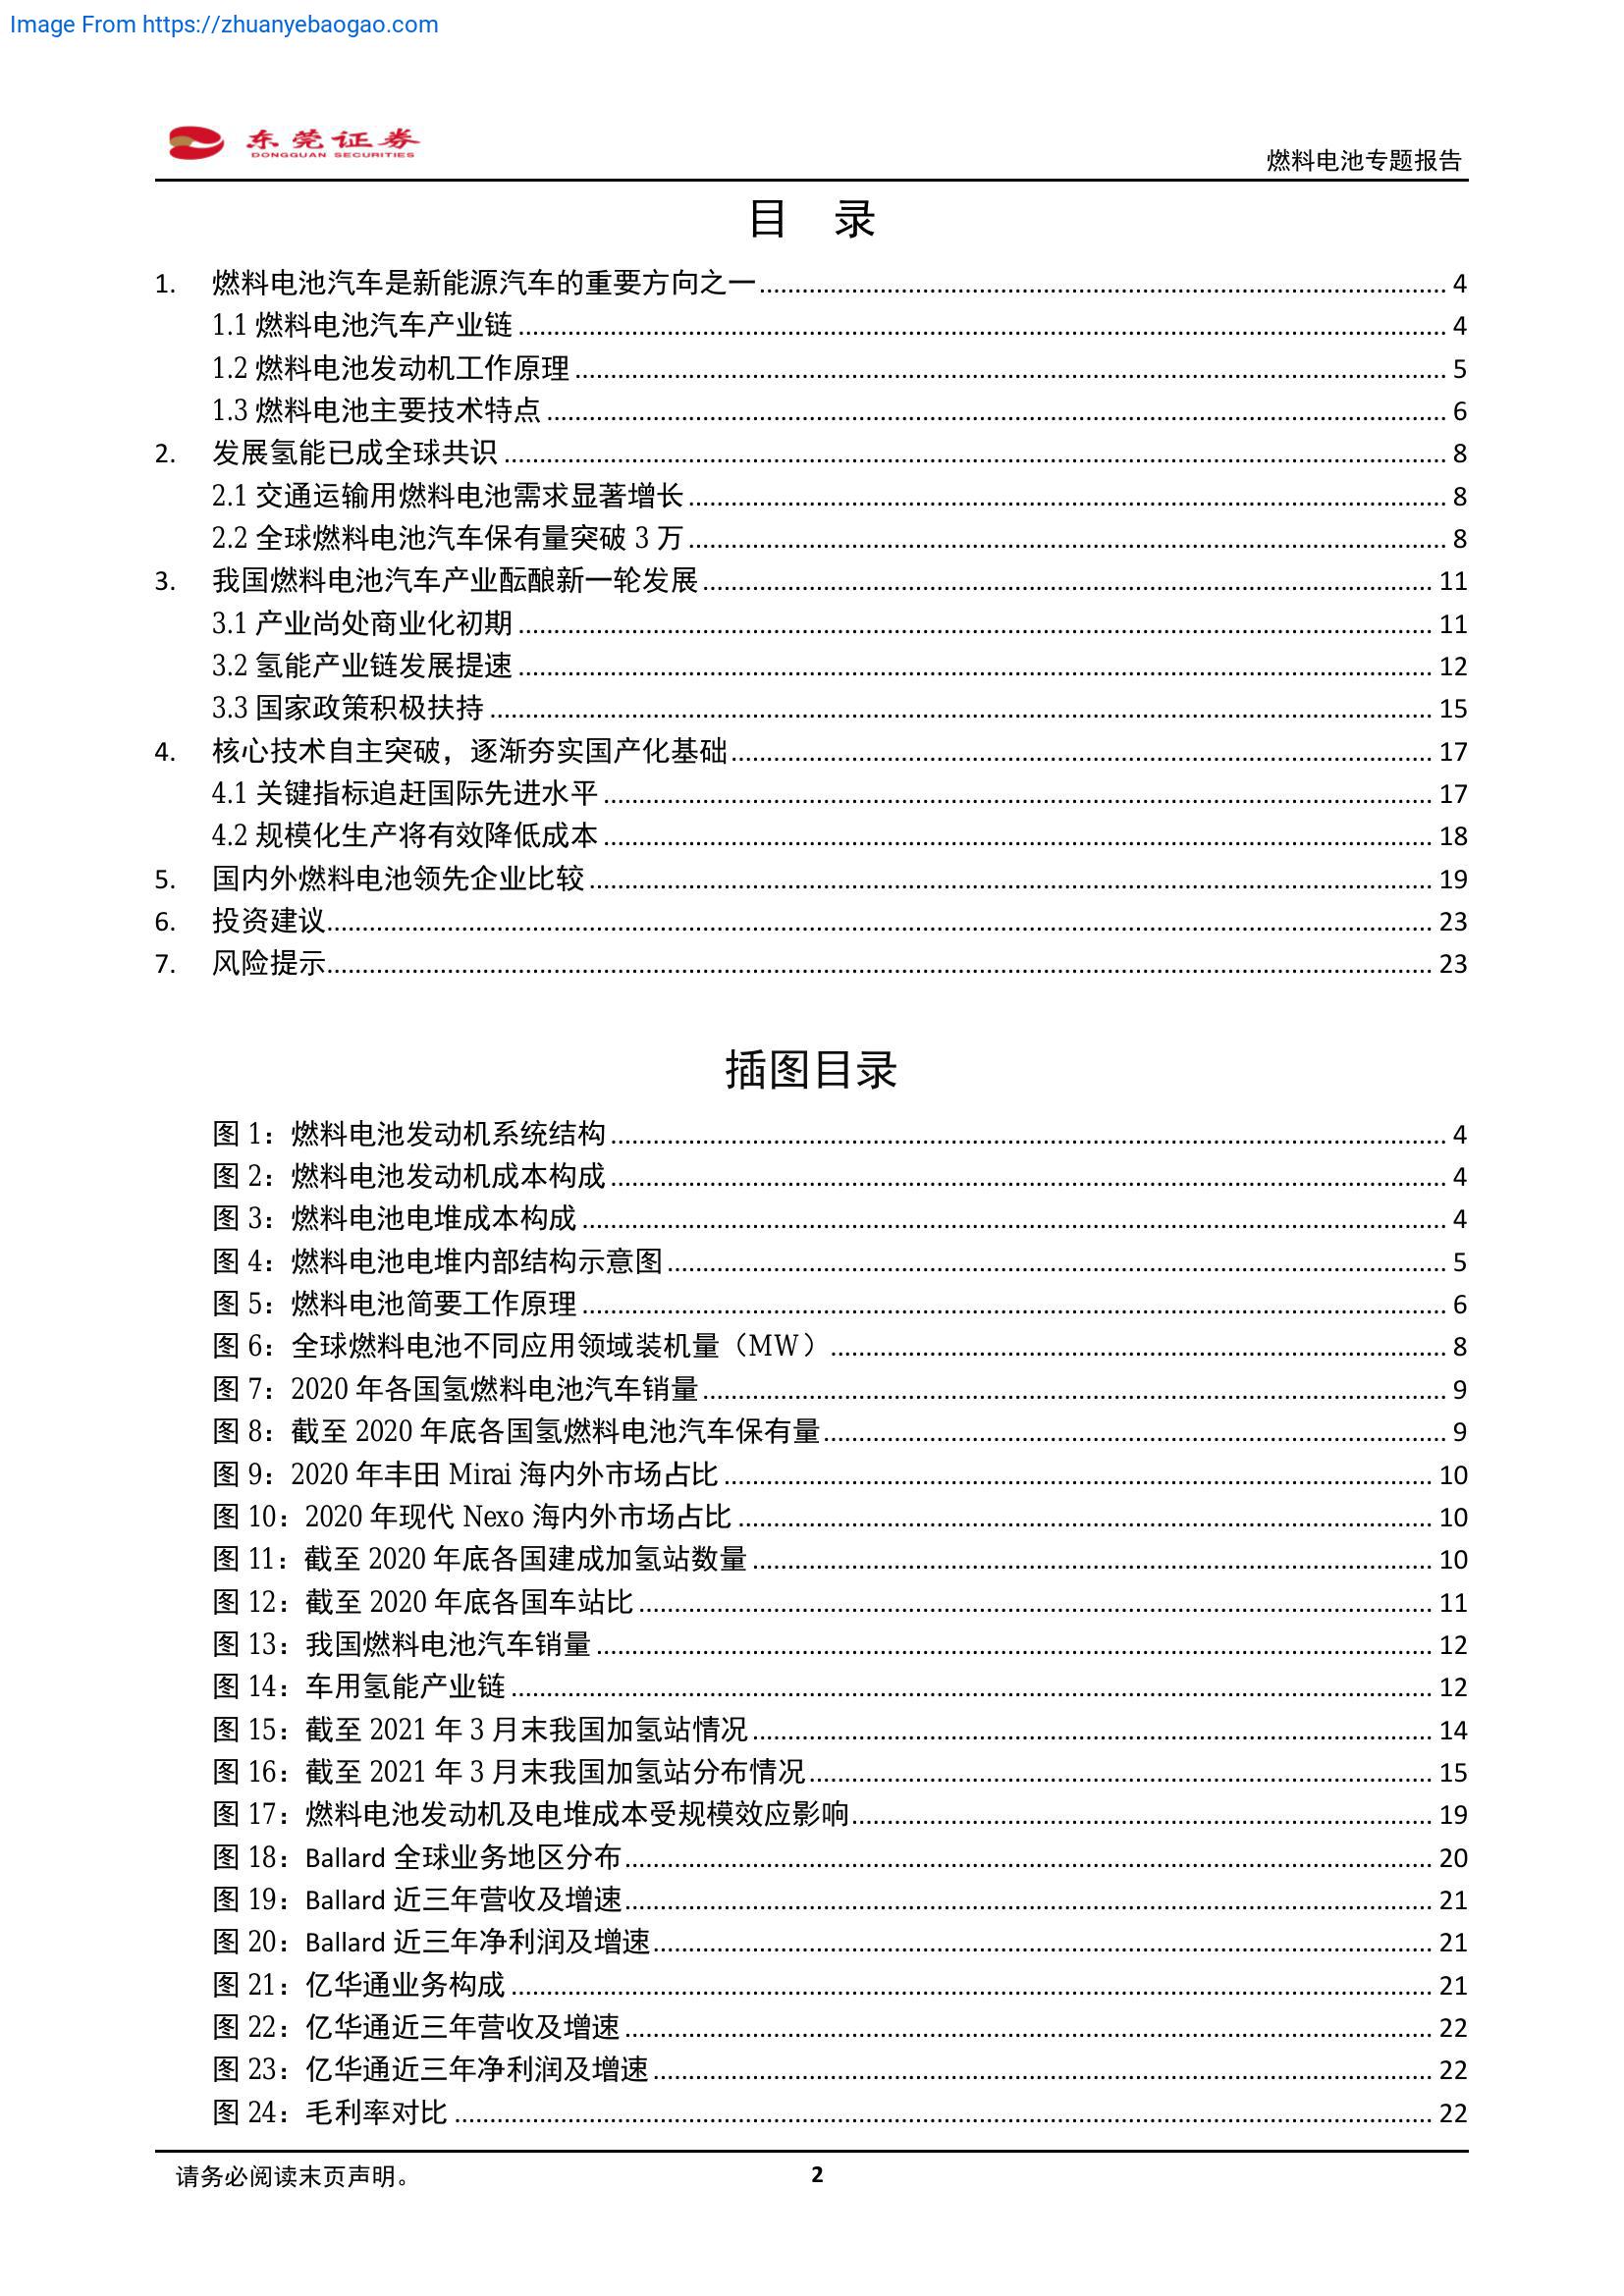 Image From https://zhuanyebaogao.com
东莞证券
DONGGUAN SECURITIES
燃料电池专题报告
目 录
1. 燃料电池汽车是新能源汽车的重要方向之一 4
1.1 燃料电池汽车产业链 4
1.2 燃料电池发动机工作原理 5
1.3 燃料电池主要技术特点 6
2. 发展氢能已成全球共识 8
2.1 交通运输用燃料电池需求显著增长 8
2.2 全球燃料电池汽车保有量突破 3 万 8
3. 我国燃料电池汽车产业酝酿新一轮发展 11
3.1 产业尚处商业化初期 11
3.2 氢能产业链发展提速 12
3.3 国家政策积极扶持 15
4. 核心技术自主突破，逐渐夯实国产化基础 17
4.1 关键指标追赶国际先进水平 17
4.2 规模化生产将有效降低成本 18
5. 国内外燃料电池领先企业比较 19
6. 投资建议 23
7. 风险提示 23
插图目录
图 1：燃料电池发动机系统结构 4
图 2：燃料电池发动机成本构成 4
图 3：燃料电池电堆成本构成 4
图 4：燃料电池电堆内部结构示意图 5
图 5：燃料电池简要工作原理 6
图 6：全球燃料电池不同应用领域装机量（MW） 8
图 7：2020 年各国氢燃料电池汽车销量 9
图 8：截至 2020 年底各国氢燃料电池汽车保有量 9
图 9：2020 年丰田 Mirai 海内外市场占比 10
图 10：2020 年现代 Nexo 海内外市场占比 10
图 11：截至 2020 年底各国建成加氢站数量 10
图 12：截至 2020 年底各国车站比 11
图 13：我国燃料电池汽车销量 12
图 14：车用氢能产业链 12
图 15：截至 2021 年 3 月末我国加氢站情况 14
图 16：截至 2021 年 3 月末我国加氢站分布情况 15
图 17：燃料电池发动机及电堆成本受规模效应影响 19
图 18：Ballard 全球业务地区分布 20
图 19：Ballard 近三年营收及增速 21
图 20：Ballard 近三年净利润及增速 21
图 21：亿华通业务构成 21
图 22：亿华通近三年营收及增速 22
图 23：亿华通近三年净利润及增速 22
图 24：毛利率对比 22
请务必阅读末页声明。 2